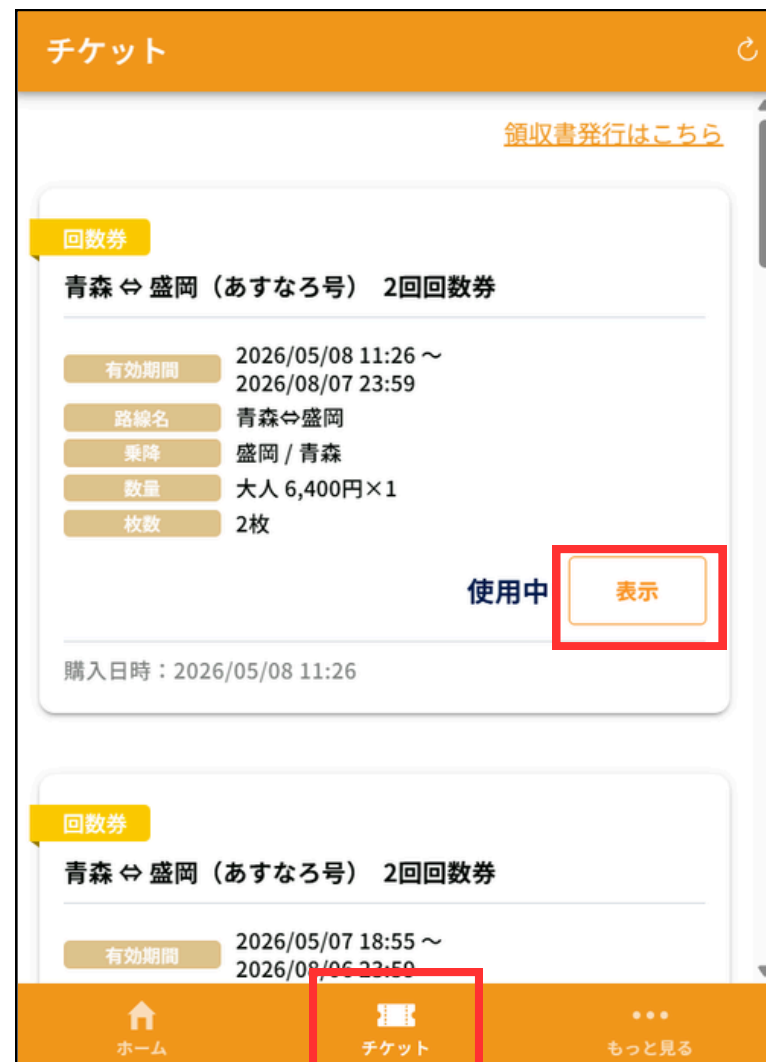 チケット
領収書発行はこちら
回数券
青森 ⇔ 盛岡（あすなろ号） 2回回数券
有効期間 2026/05/08 11:26 ～
2026/08/07 23:59
路線名 青森⇔盛岡
乗降 盛岡 / 青森
数量 大人 6,400円×1
枚数 2枚
使用中 表示
購入日時：2026/05/08 11:26
回数券
青森 ⇔ 盛岡（あすなろ号） 2回回数券
有効期間 2026/05/07 18:55 ～
2026/08/06 23:59
ホーム チケット もっと見る